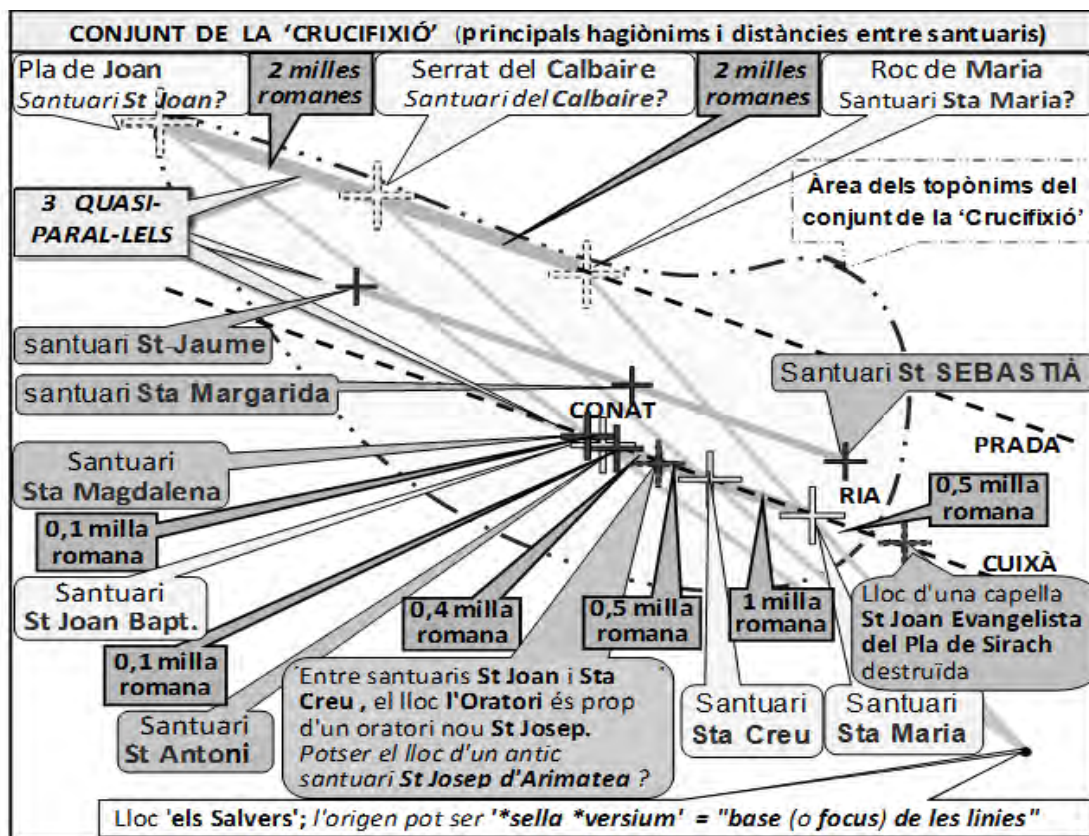 CONJUNT DE LA 'CRUCIFIXIÓ' (principals hagiònims i distàncies entre santuaris)
Pla de Joan
Santuari St Joan?
2 milles
romanes
Serrat del Calbaire
Santuari del Calbaire?
2 milles
romanes
Roc de Maria
Santuari Sta Maria?
3 QUASI-
PARAL-LELS
Àrea dels topònims del
conjunt de la 'Crucifixió'
santuari St Jaume
santuari Sta Margarida
CONAT
Santuari St SEBASTIÀ
PRADA
RIA
CUIXÀ
Santuari
Sta Magdalena
0,1 milla
romana
Santuari
St Joan Bapt.
0,1 milla
romana
Santuari
St Antoni
0,4 milla
romana
0,5 milla
romana
1 milla
romana
0,5 milla
romana
Entre santuaris St Joan i Sta
Creu , el lloc l'Oratori és prop
d'un oratori nou St Josep.
Potser el lloc d'un antic
santuari St Josep d'Arimatea ?
Santuari
Sta Creu
Santuari
Sta Maria
Lloc d'una capella
St Joan Evangelista
del Pla de Sirach
destruïda
Lloc 'els Salvers'; l'origen pot ser '*sella *versium' = "base (o focus) de les linies"